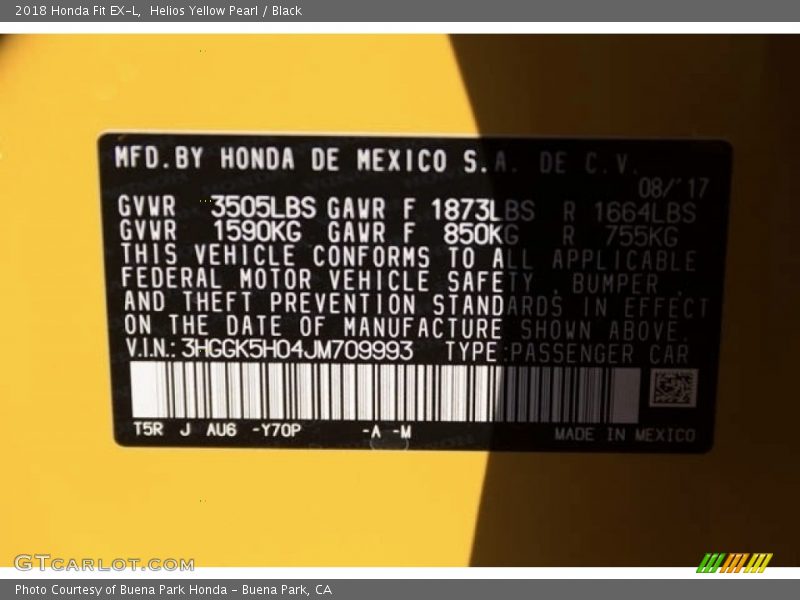 2018 Honda Fit EX-L,  Helios Yellow Pearl / Black
MFD.BY HONDA DE MEXICO S.A. DE C.V.
08/'17
GVWR 3505LBS GAWR F 1873LBS R 1664LBS
GVWR 1590KG GAWR F 850KG R 755KG
THIS VEHICLE CONFORMS TO ALL APPLICABLE
FEDERAL MOTOR VEHICLE SAFETY , BUMPER ,
AND THEFT PREVENTION STANDARDS IN EFFECT
ON THE DATE OF MANUFACTURE SHOWN ABOVE.
V.I.N.: 3HGGK5H04JM709993 TYPE:PASSENGER CAR
T5R J AU6 -Y70P -A -M MADE IN MEXICO
GTCARLOT.COM
Photo Courtesy of Buena Park Honda - Buena Park, CA